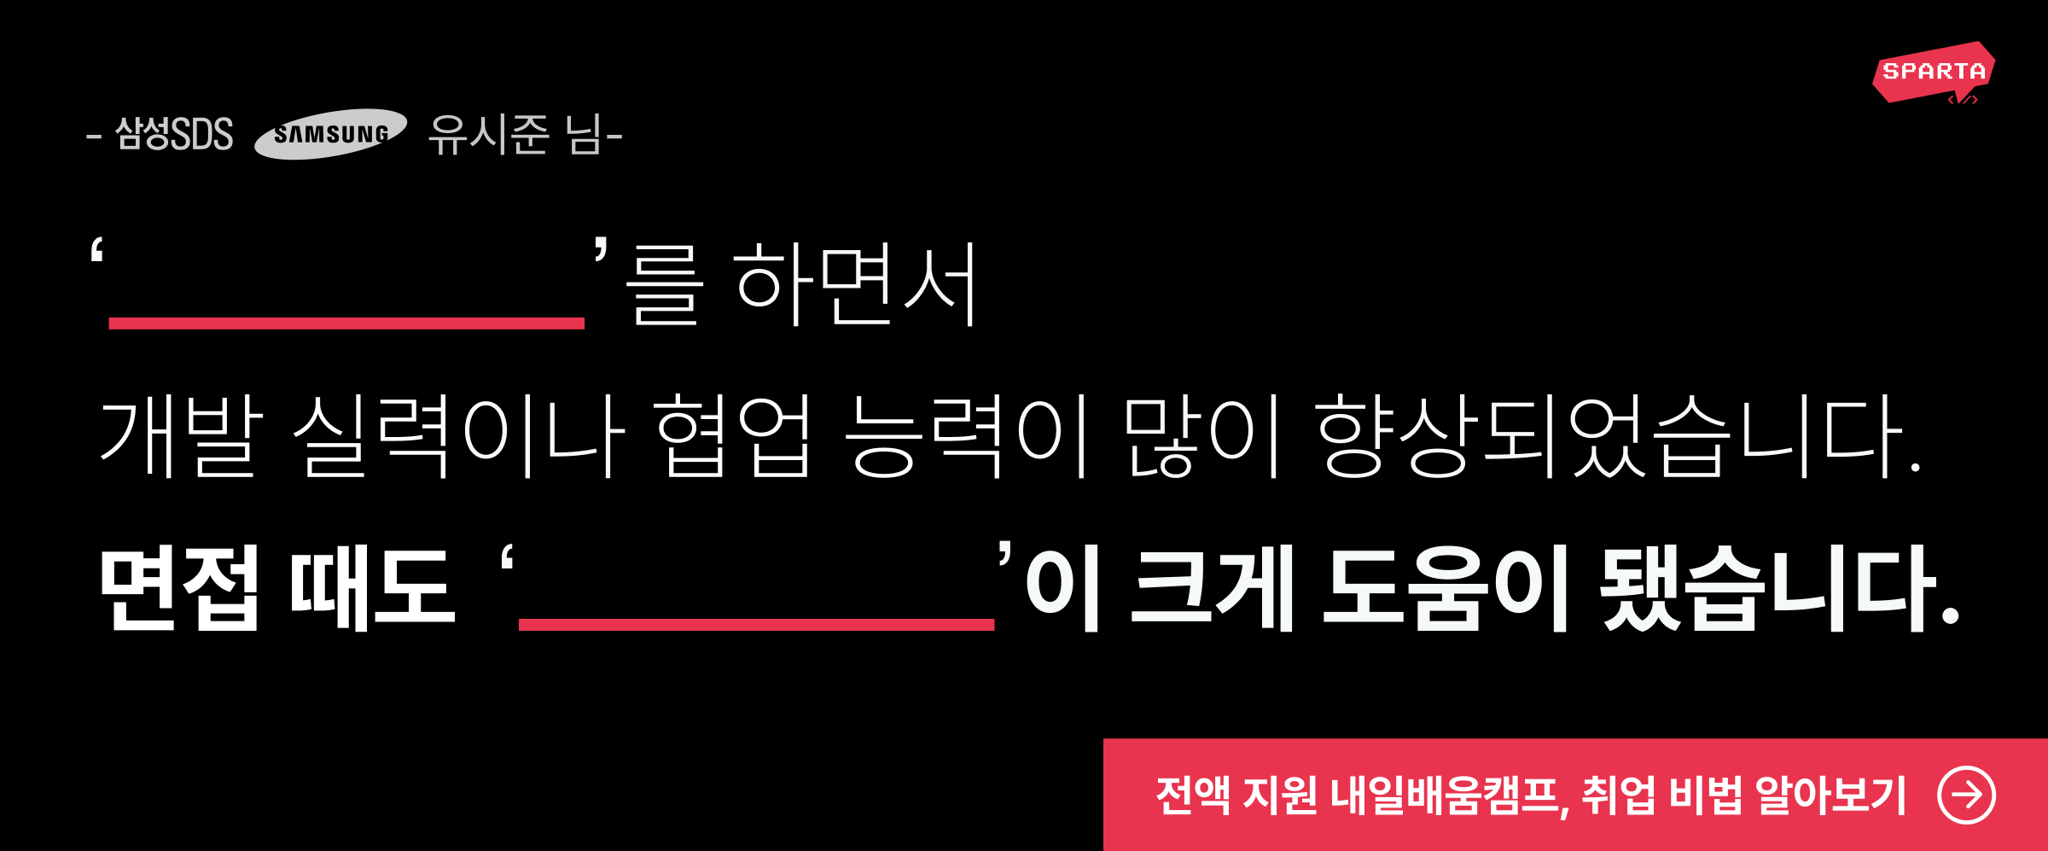 SPARTA
</>
- 삼성SDS SAMSUNG 유시준 님-
‘ ’를 하면서
개발 실력이나 협업 능력이 많이 향상되었습니다.
면접 때도 ‘ ’이 크게 도움이 됐습니다.
전액 지원 내일배움캠프, 취업 비법 알아보기